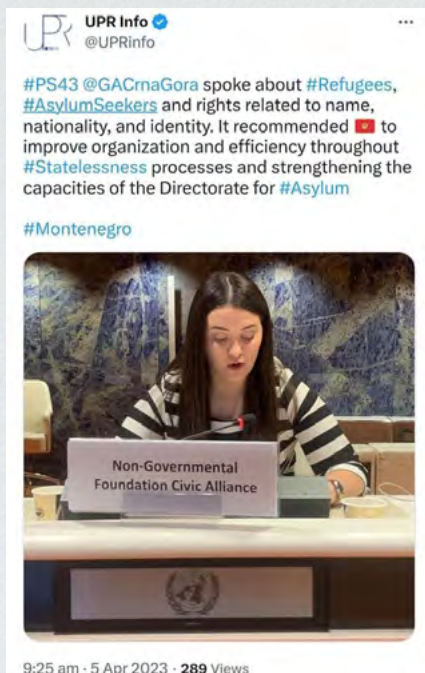 UPR
UPR Info
@UPRinfo
#PS43 @GACrnaGora spoke about #Refugees,
#AsylumSeekers and rights related to name,
nationality, and identity. It recommended 🇲🇪 to
improve organization and efficiency throughout
#Statelessness processes and strengthening the
capacities of the Directorate for #Asylum
#Montenegro
Non-Governmental
Foundation Civic Alliance
9:25 am · 5 Apr 2023 · 289 Views